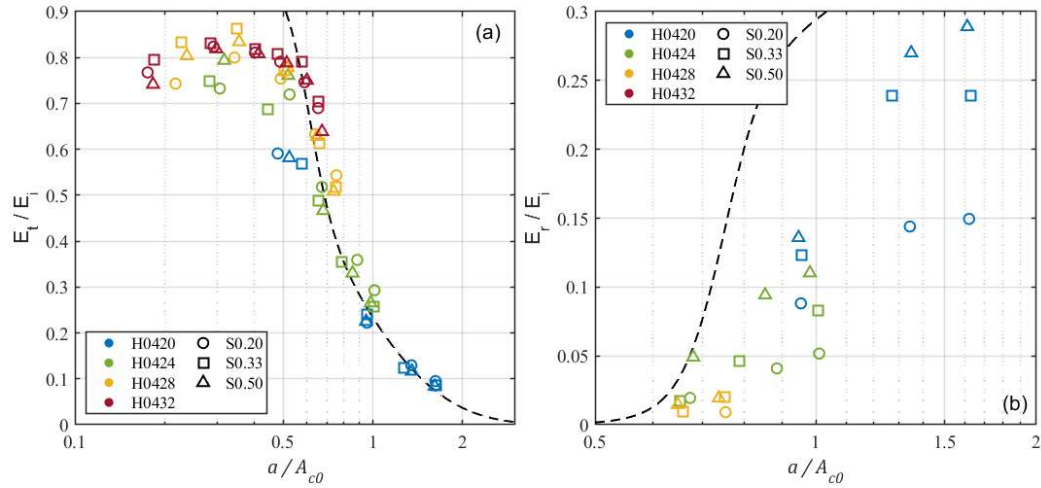 (a)
E_t / E_i
0.9
0.8
0.7
0.6
0.5
0.4
0.3
0.2
0.1
0
H0420 S0.20
H0424 S0.33
H0428 S0.50
H0432
0.1 0.5 1 2
a / A_c0
E_r / E_i
0.3
0.25
0.2
0.15
0.1
0.05
0
H0420 S0.20
H0424 S0.33
H0428 S0.50
H0432
(b)
0.5 1 1.5 2
a / A_c0